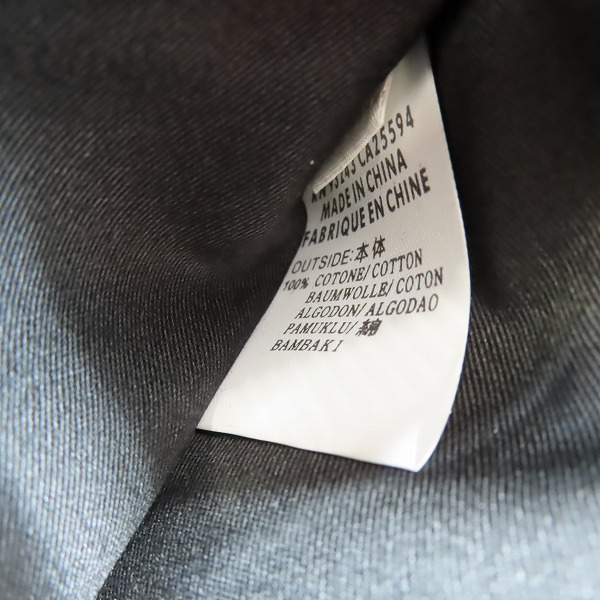 CA25594
MADE IN CHINA
FABRIQUE EN CHINE
OUTSIDE:本体
100% COTONE/ COTTON
BAUMWOLLE/ COTON
ALGODON/ ALGODAO
PAMUKLU/ 綿
BAMBAKI